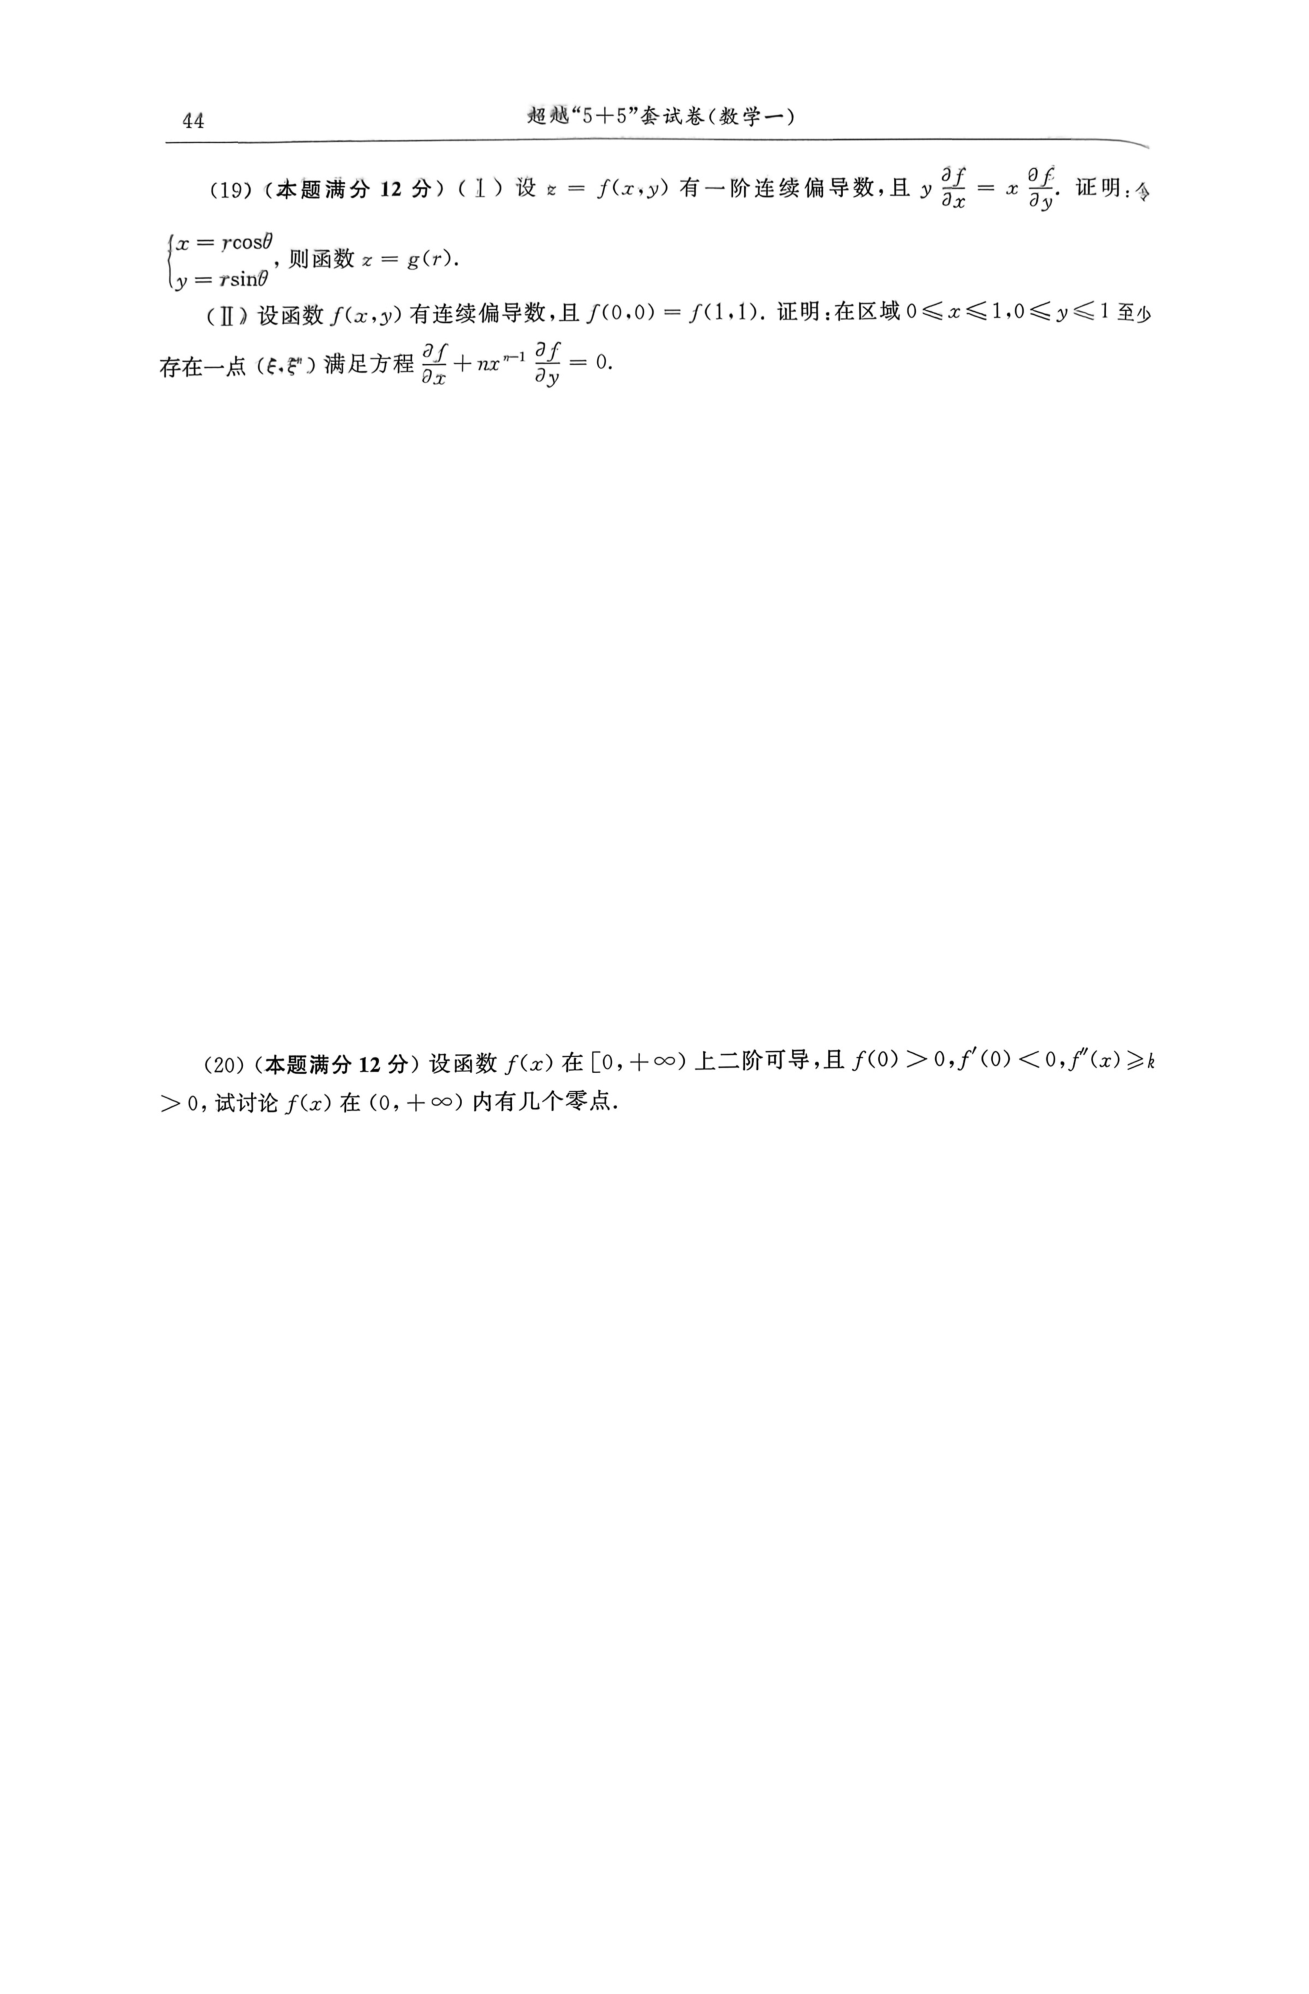 44
超越“5+5”套试卷(数学一)
(19)(本题满分 12 分)(Ⅰ)设 z = f(x,y) 有一阶连续偏导数,且 y ∂f/∂x = x ∂f/∂y. 证明:令
{x = rcosθ
y = rsinθ
, 则函数 z = g(r).
(Ⅱ)设函数 f(x,y) 有连续偏导数,且 f(0,0) = f(1,1). 证明:在区域 0⩽x⩽1,0⩽y⩽1 至少
存在一点 (ξ,ξⁿ) 满足方程 ∂f/∂x + nxⁿ⁻¹ ∂f/∂y = 0.
(20)(本题满分 12 分)设函数 f(x) 在 [0,+∞) 上二阶可导,且 f(0)>0,f′(0)<0,f″(x)⩾k
>0,试讨论 f(x) 在 (0,+∞) 内有几个零点.